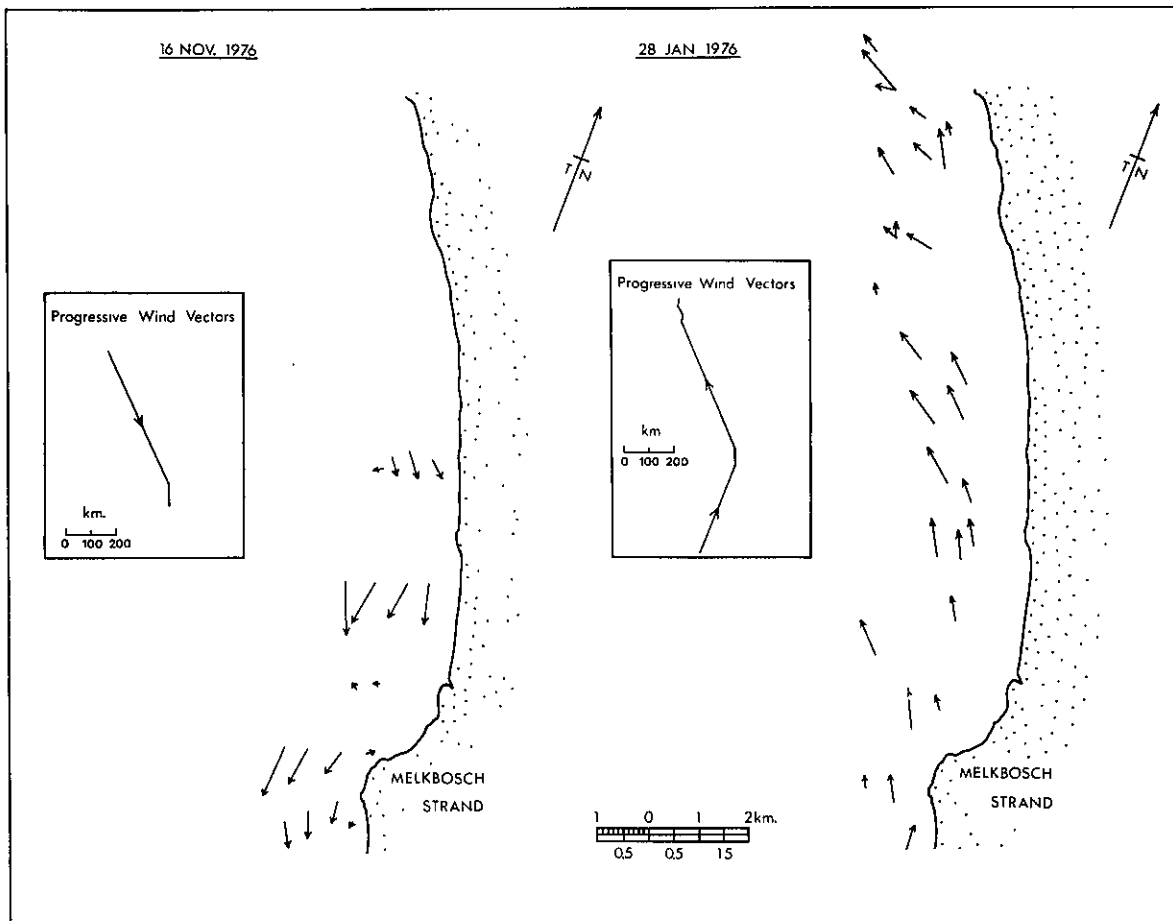 16 NOV. 1976
28 JAN 1976
T N
T N
Progressive Wind Vectors
km.
0 100 200
Progressive Wind Vectors
km
0 100 200
MELKBOSCH
STRAND
MELKBOSCH
STRAND
1 0 1 2km.
0.5 0.5 15